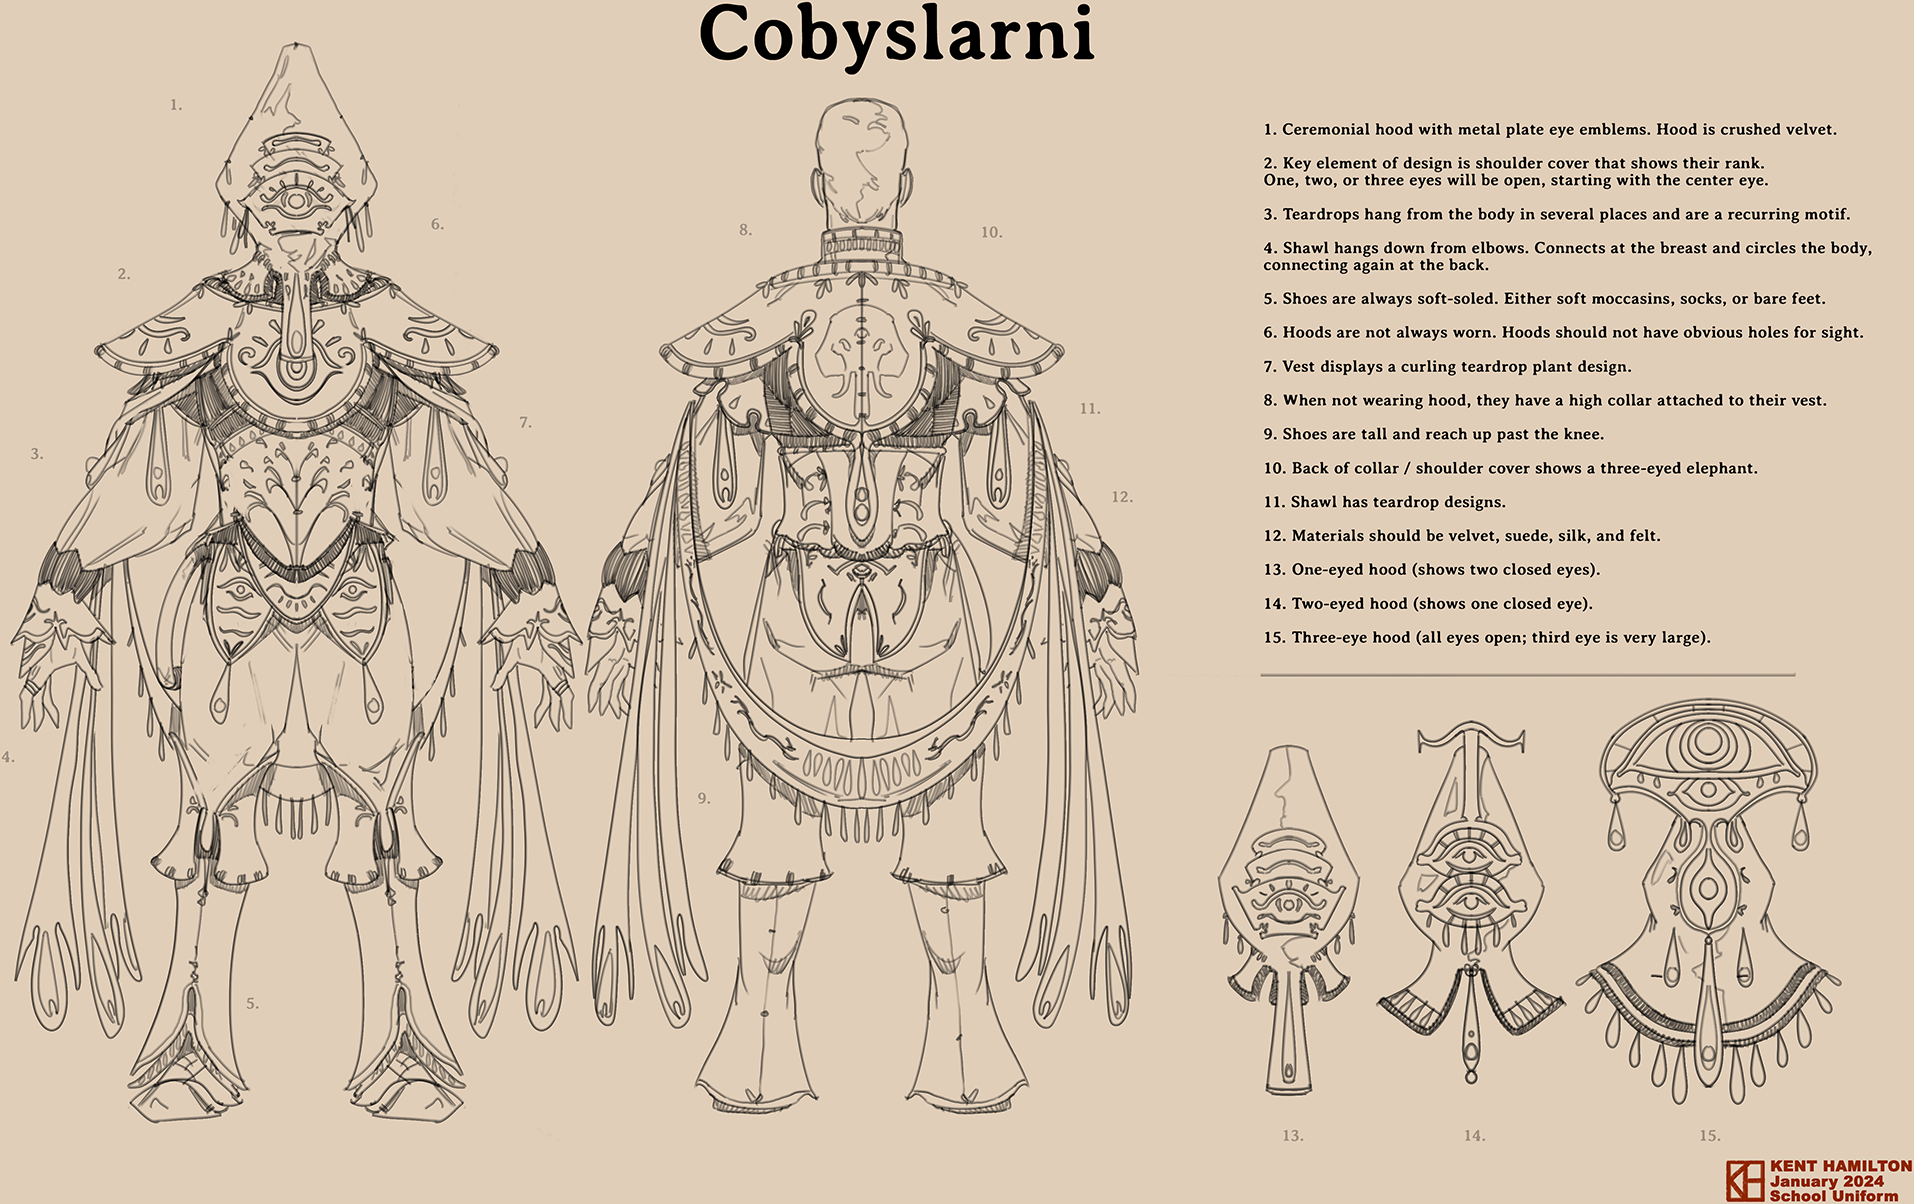 Cobyslarni
1.
2.
3.
4.
5.
6.
7.
8.
9.
10.
11.
12.
1. Ceremonial hood with metal plate eye emblems. Hood is crushed velvet.
2. Key element of design is shoulder cover that shows their rank.
One, two, or three eyes will be open, starting with the center eye.
3. Teardrops hang from the body in several places and are a recurring motif.
4. Shawl hangs down from elbows. Connects at the breast and circles the body,
connecting again at the back.
5. Shoes are always soft-soled. Either soft moccasins, socks, or bare feet.
6. Hoods are not always worn. Hoods should not have obvious holes for sight.
7. Vest displays a curling teardrop plant design.
8. When not wearing hood, they have a high collar attached to their vest.
9. Shoes are tall and reach up past the knee.
10. Back of collar / shoulder cover shows a three-eyed elephant.
11. Shawl has teardrop designs.
12. Materials should be velvet, suede, silk, and felt.
13. One-eyed hood (shows two closed eyes).
14. Two-eyed hood (shows one closed eye).
15. Three-eye hood (all eyes open; third eye is very large).
13.
14.
15.
KH
KENT HAMILTON
January 2024
School Uniform